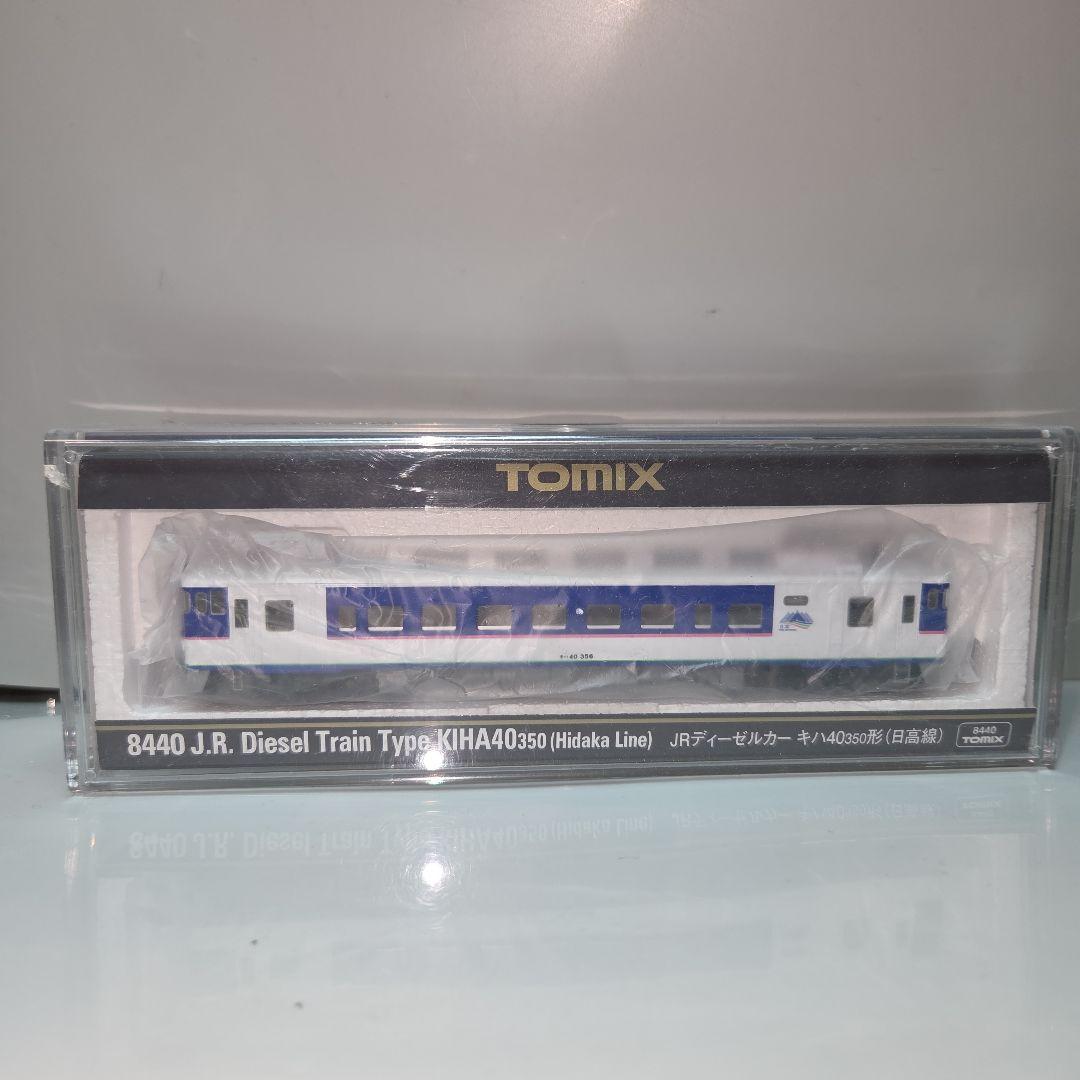 TOMIX
キハ40 356
8440 J.R. Diesel Train Type KIHA40350 (Hidaka Line) JRディーゼルカー キハ40350形(日高線) 8440 TOMIX